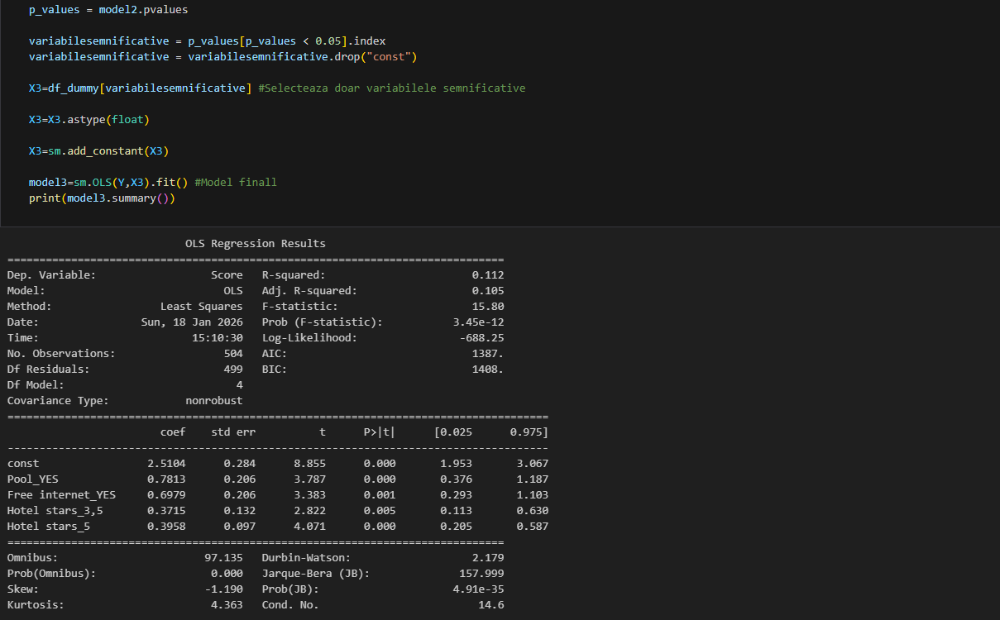 p_values = model2.pvalues
variabilesemnificative = p_values[p_values < 0.05].index
variabilesemnificative = variabilesemnificative.drop("const")
X3=df_dummy[variabilesemnificative] #Selecteaza doar variabilele semnificative
X3=X3.astype(float)
X3=sm.add_constant(X3)
model3=sm.OLS(Y,X3).fit() #Model finall
print(model3.summary())
OLS Regression Results
==============================================================================
Dep. Variable: Score R-squared: 0.112
Model: OLS Adj. R-squared: 0.105
Method: Least Squares F-statistic: 15.80
Date: Sun, 18 Jan 2026 Prob (F-statistic): 3.45e-12
Time: 15:10:30 Log-Likelihood: -688.25
No. Observations: 504 AIC: 1387.
Df Residuals: 499 BIC: 1408.
Df Model: 4
Covariance Type: nonrobust
=====================================================================================
coef std err t P>|t| [0.025 0.975]
-------------------------------------------------------------------------------------
const 2.5104 0.284 8.855 0.000 1.953 3.067
Pool_YES 0.7813 0.206 3.787 0.000 0.376 1.187
Free internet_YES 0.6979 0.206 3.383 0.001 0.293 1.103
Hotel stars_3,5 0.3715 0.132 2.822 0.005 0.113 0.630
Hotel stars_5 0.3958 0.097 4.071 0.000 0.205 0.587
==============================================================================
Omnibus: 97.135 Durbin-Watson: 2.179
Prob(Omnibus): 0.000 Jarque-Bera (JB): 157.999
Skew: -1.190 Prob(JB): 4.91e-35
Kurtosis: 4.363 Cond. No. 14.6